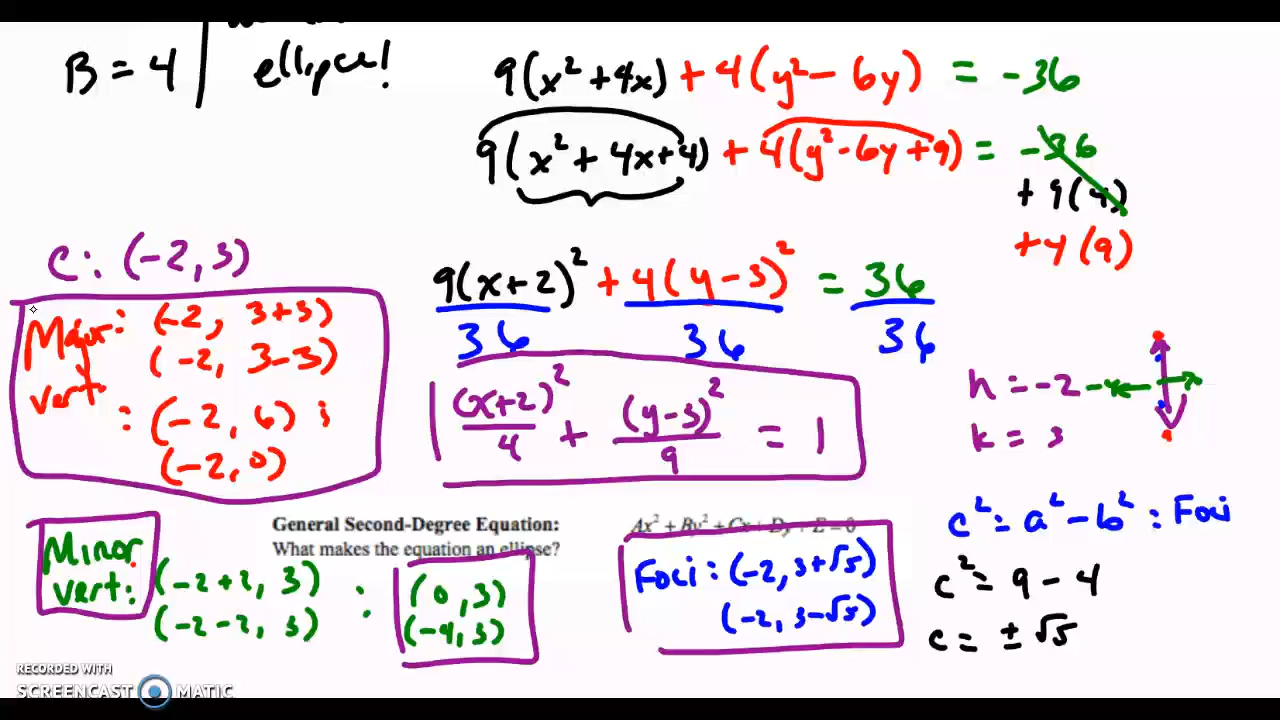 B = 4 ellipse!
9(x² + 4x) + 4(y² - 6y) = -36
9(x² + 4x + 4) + 4(y² - 6y + 9) = -36
+ 9(4)
+ 4(9)
C: (-2, 3)
9(x+2)² + 4(y-3)² = 36
36 36 36
Major vert: (-2, 3+3)
(-2, 3-3)
: (-2, 6) ;
(-2, 0)
(x+2)²/4 + (y-3)²/9 = 1
h = -2
k = 3
General Second-Degree Equation: Ax² + By² + Cx + Dy + E = 0
What makes the equation an ellipse?
c² = a² - b² : Foci
c² = 9 - 4
c = ± √5
Minor vert: (-2+2, 3)
(-2-2, 3)
: (0, 3)
(-4, 3)
Foci: (-2, 3+√5)
(-2, 3-√5)
RECORDED WITH
SCREENCAST MATIC